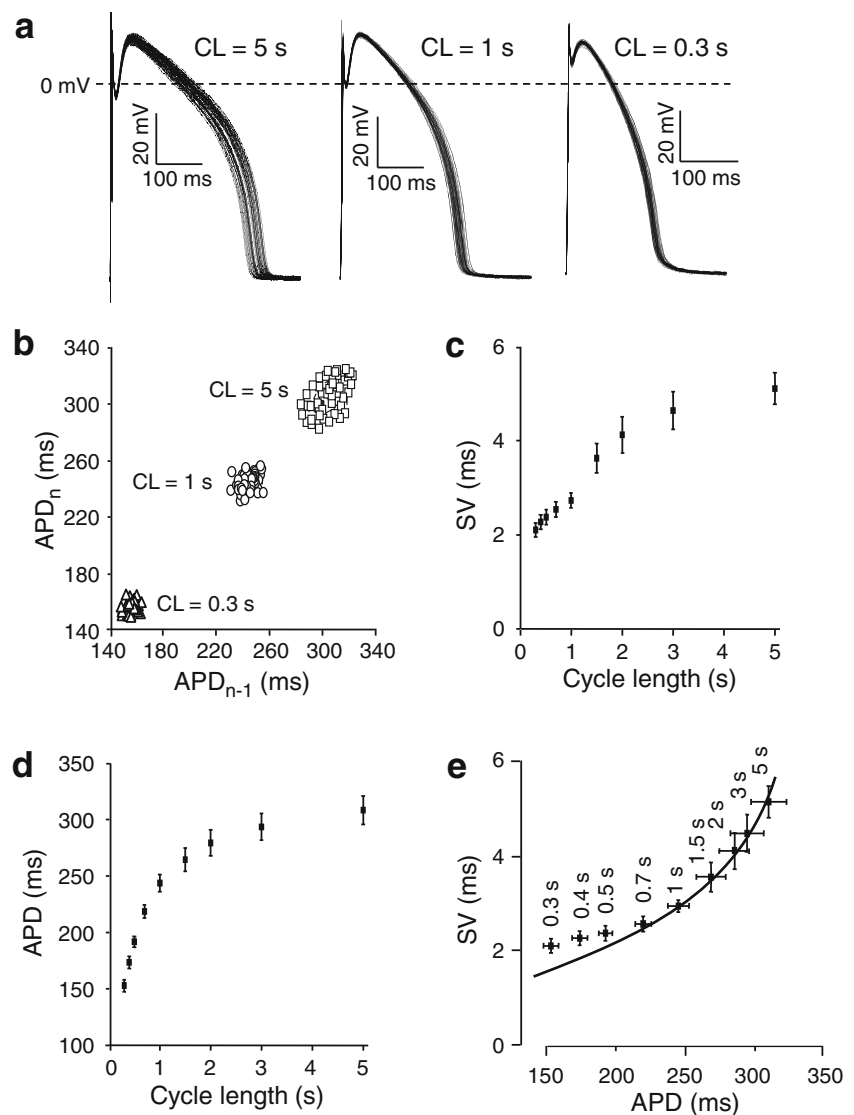 a
CL = 5 s
CL = 1 s
CL = 0.3 s
0 mV
20 mV
100 ms
20 mV
100 ms
20 mV
100 ms
b
340
300
260
220
180
140
APDn (ms)
CL = 5 s
CL = 1 s
CL = 0.3 s
140 180 220 260 300 340
APDn-1 (ms)
c
6
4
2
0
SV (ms)
0 1 2 3 4 5
Cycle length (s)
d
350
300
250
200
150
100
APD (ms)
0 1 2 3 4 5
Cycle length (s)
e
6
4
2
0
SV (ms)
0.3 s
0.4 s
0.5 s
0.7 s
1 s
1.5 s
2 s
3 s
5 s
150 200 250 300 350
APD (ms)